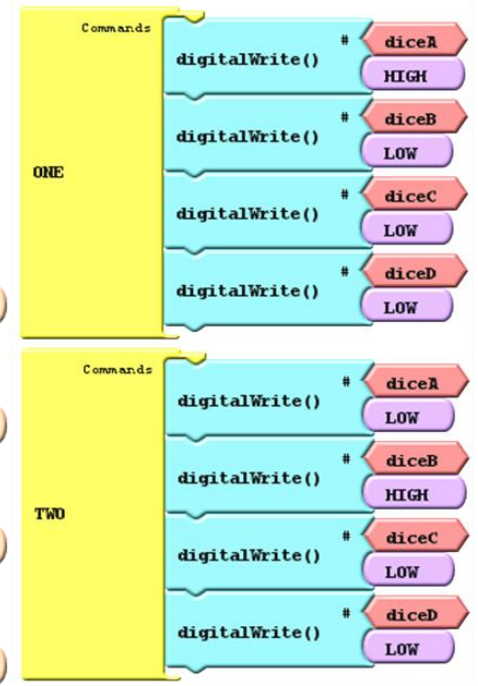 Commands
ONE
digitalWrite()
#
diceA
HIGH
digitalWrite()
#
diceB
LOW
digitalWrite()
#
diceC
LOW
digitalWrite()
#
diceD
LOW
Commands
TWO
digitalWrite()
#
diceA
LOW
digitalWrite()
#
diceB
HIGH
digitalWrite()
#
diceC
LOW
digitalWrite()
#
diceD
LOW